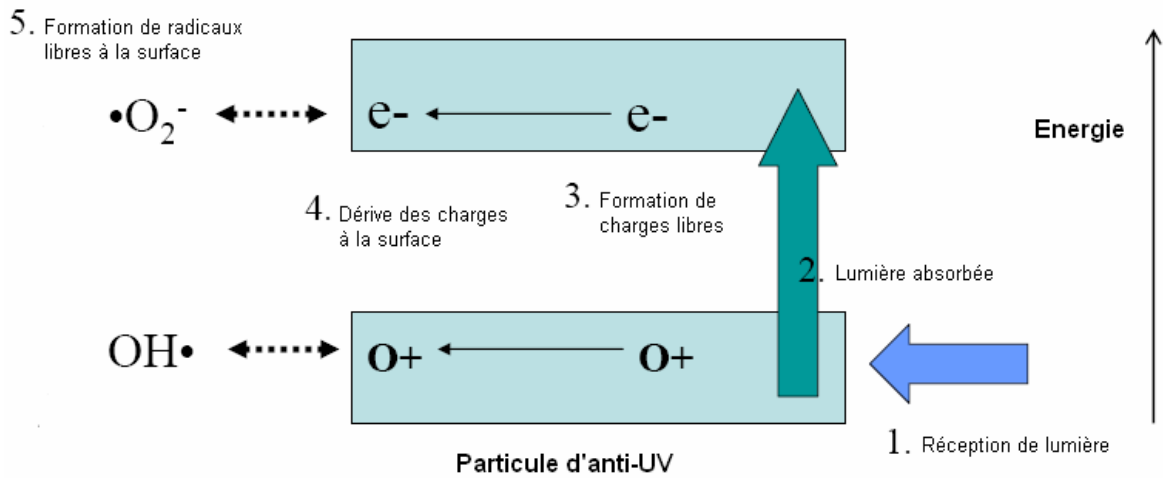 5. Formation de radicaux
libres à la surface
•O₂⁻
e-
e-
Energie
4. Dérive des charges
à la surface
3. Formation de
charges libres
2. Lumière absorbée
OH•
o+
o+
1. Réception de lumière
Particule d'anti-UV